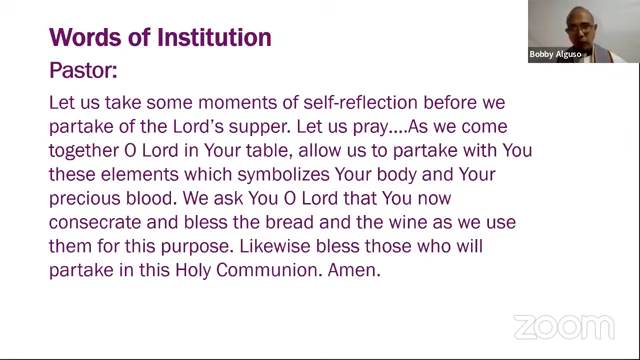 Words of Institution
Pastor:
Let us take some moments of self-reflection before we
partake of the Lord's supper. Let us pray....As we come
together O Lord in Your table, allow us to partake with You
these elements which symbolizes Your body and Your
precious blood. We ask You O Lord that You now
consecrate and bless the bread and the wine as we use
them for this purpose. Likewise bless those who will
partake in this Holy Communion. Amen.
Bobby Alguso
zoom